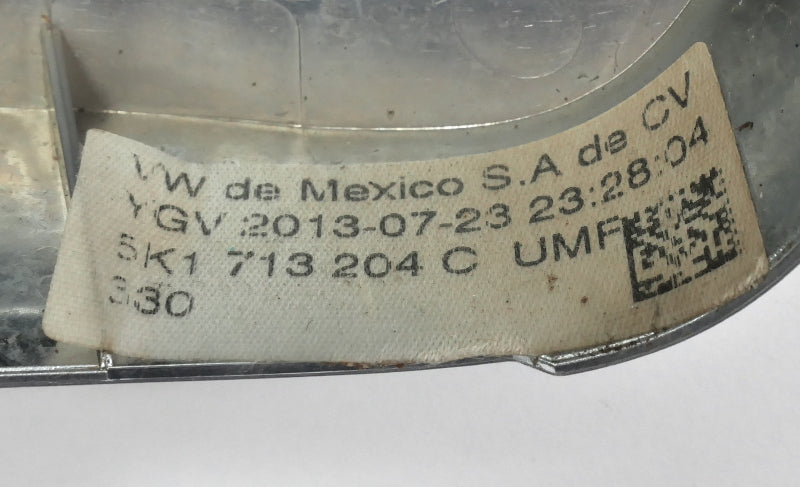 VW de Mexico S.A de CV
YGV 2013-07-23 23:28:04
5K1 713 204 C UMF
330